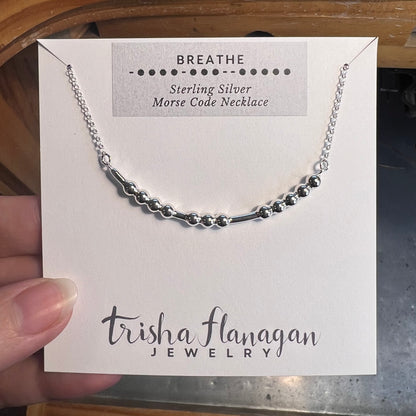 BREATHE
-●●●●-●●●--●●●●●
Sterling Silver
Morse Code Necklace
trisha flanagan
JEWELRY